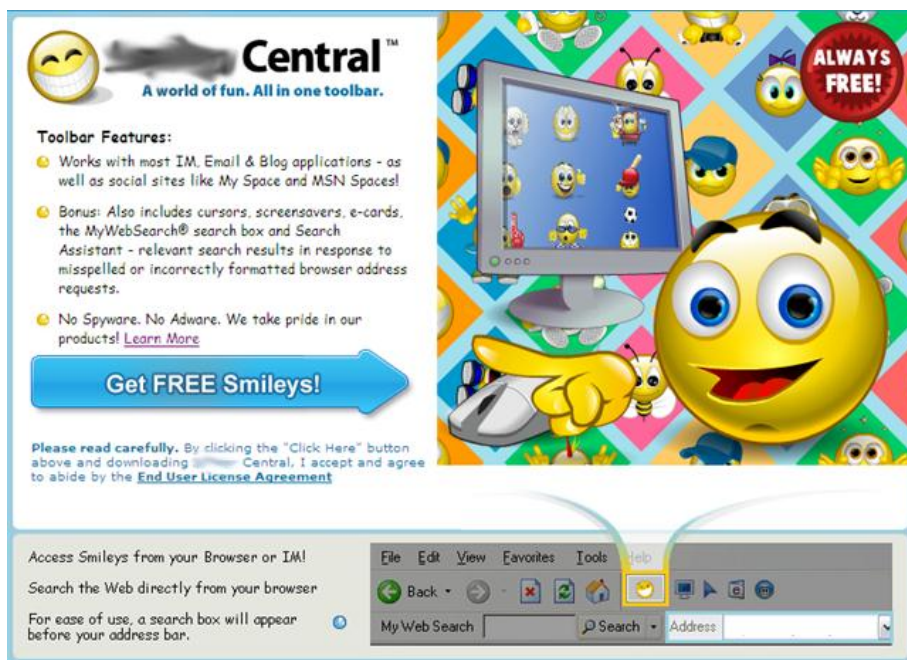 Central™
A world of fun. All in one toolbar.
ALWAYS
FREE!
Toolbar Features:
Works with most IM, Email & Blog applications - as
well as social sites like My Space and MSN Spaces!
Bonus: Also includes cursors, screensavers, e-cards,
the MyWebSearch® search box and Search
Assistant - relevant search results in response to
misspelled or incorrectly formatted browser address
requests.
No Spyware. No Adware. We take pride in our
products! Learn More
Get FREE Smileys!
Please read carefully. By clicking the "Click Here" button
above and downloading Central, I accept and agree
to abide by the End User License Agreement
Access Smileys from your Browser or IM!
Search the Web directly from your browser
For ease of use, a search box will appear
before your address bar.
File Edit View Favorites Tools Help
Back
My Web Search Search Address